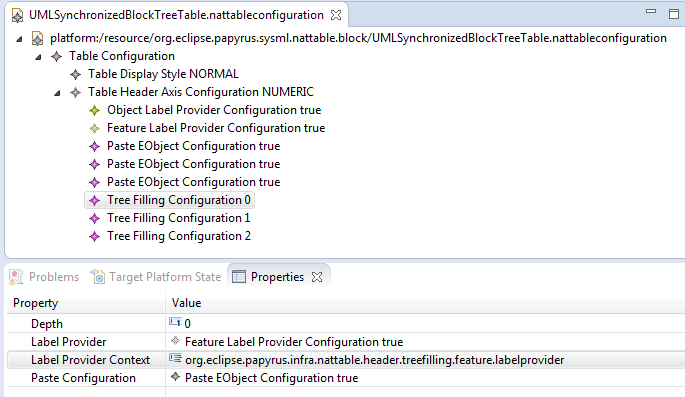 UMLSynchronizedBlockTreeTable.nattableconfiguration
platform:/resource/org.eclipse.papyrus.sysml.nattable.block/UMLSynchronizedBlockTreeTable.nattableconfiguration
Table Configuration
Table Display Style NORMAL
Table Header Axis Configuration NUMERIC
Object Label Provider Configuration true
Feature Label Provider Configuration true
Paste EObject Configuration true
Paste EObject Configuration true
Paste EObject Configuration true
Tree Filling Configuration 0
Tree Filling Configuration 1
Tree Filling Configuration 2
Problems Target Platform State Properties
Property Value
Depth 0
Label Provider Feature Label Provider Configuration true
Label Provider Context org.eclipse.papyrus.infra.nattable.header.treefilling.feature.labelprovider
Paste Configuration Paste EObject Configuration true